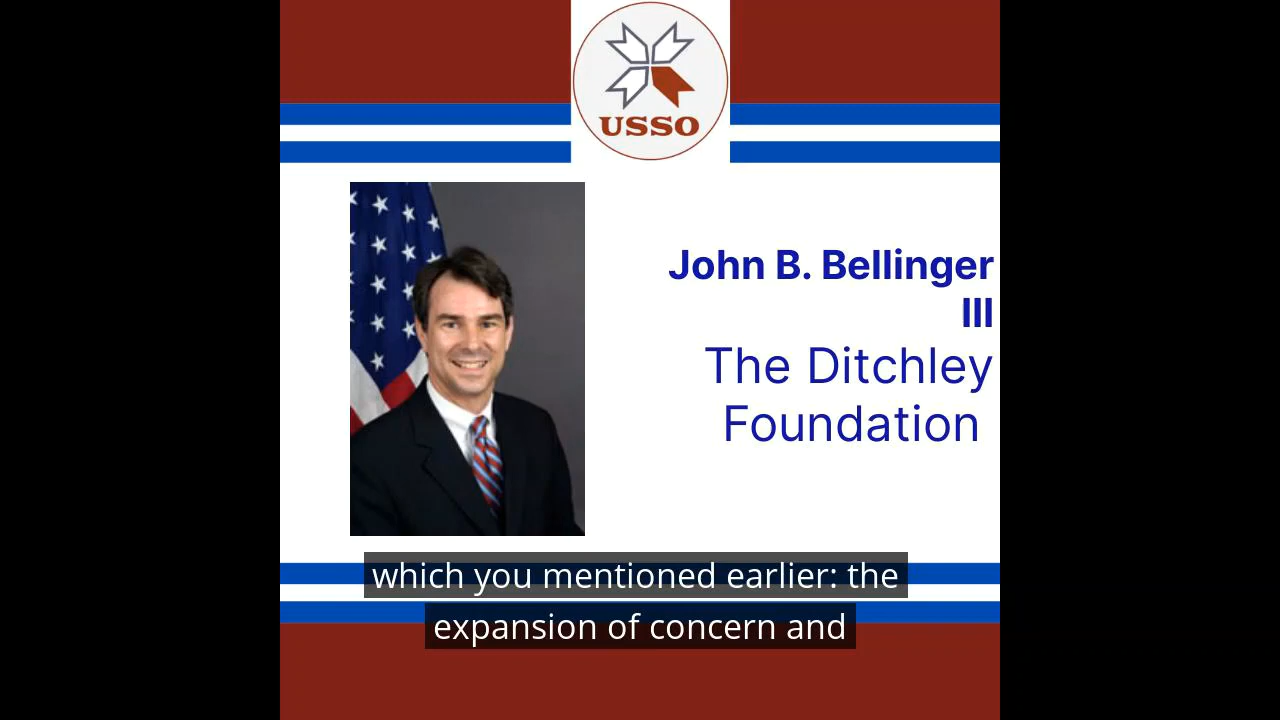 USSO
John B. Bellinger
III
The Ditchley
Foundation
which you mentioned earlier: the
expansion of concern and